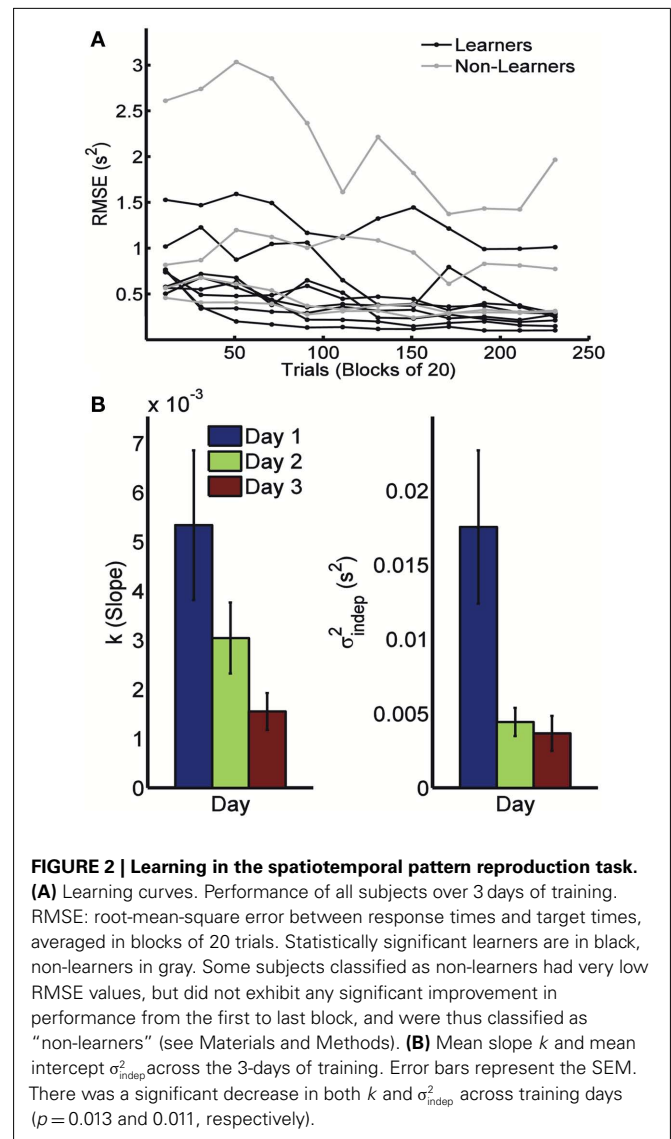 A
Learners
Non-Learners
3
2.5
2
1.5
1
0.5
RMSE (s²)
50 100 150 200 250
Trials (Blocks of 20)
B
x 10⁻³
Day 1
Day 2
Day 3
7
6
5
4
3
2
1
0
k (Slope)
Day
0.02
0.015
0.01
0.005
0
σ²indep (s²)
Day
FIGURE 2 | Learning in the spatiotemporal pattern reproduction task.
(A) Learning curves. Performance of all subjects over 3 days of training.
RMSE: root-mean-square error between response times and target times,
averaged in blocks of 20 trials. Statistically significant learners are in black,
non-learners in gray. Some subjects classified as non-learners had very low
RMSE values, but did not exhibit any significant improvement in
performance from the first to last block, and were thus classified as
“non-learners” (see Materials and Methods). (B) Mean slope k and mean
intercept σ²indep across the 3-days of training. Error bars represent the SEM.
There was a significant decrease in both k and σ²indep across training days
(p = 0.013 and 0.011, respectively).